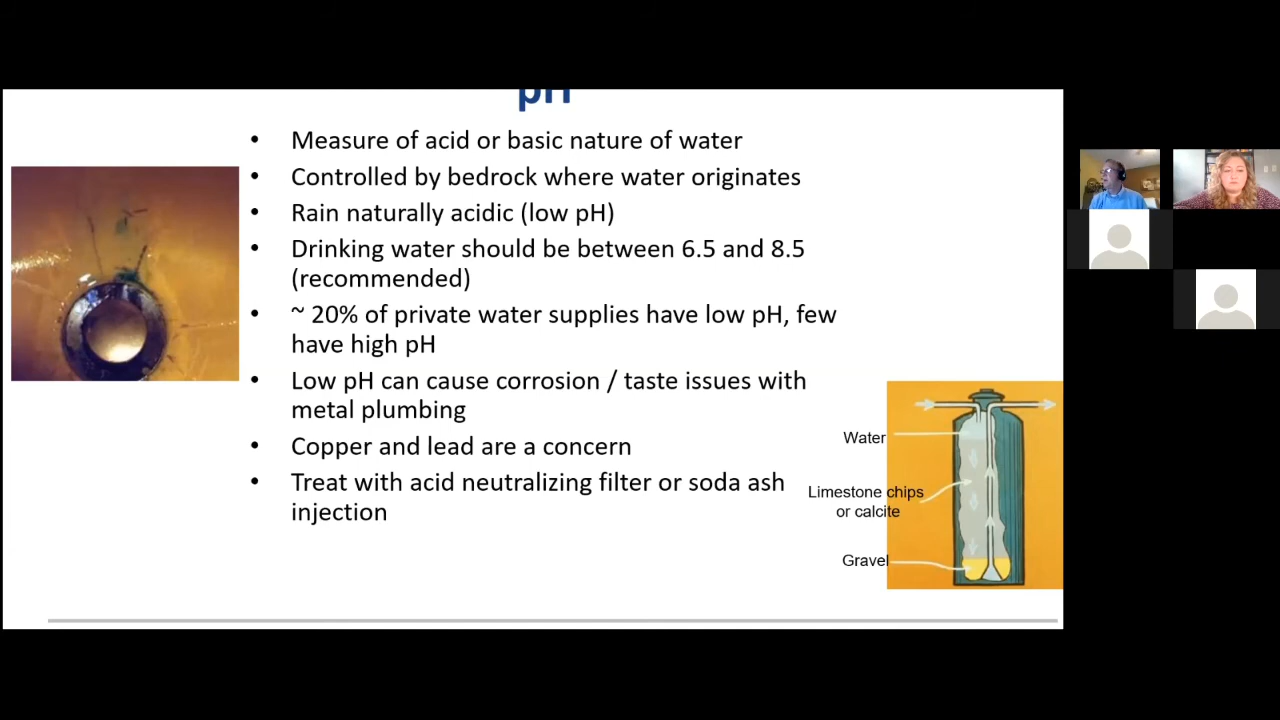 pH
• Measure of acid or basic nature of water
• Controlled by bedrock where water originates
• Rain naturally acidic (low pH)
• Drinking water should be between 6.5 and 8.5
(recommended)
• ~ 20% of private water supplies have low pH, few
have high pH
• Low pH can cause corrosion / taste issues with
metal plumbing
• Copper and lead are a concern
• Treat with acid neutralizing filter or soda ash
injection
Water
Limestone chips
or calcite
Gravel